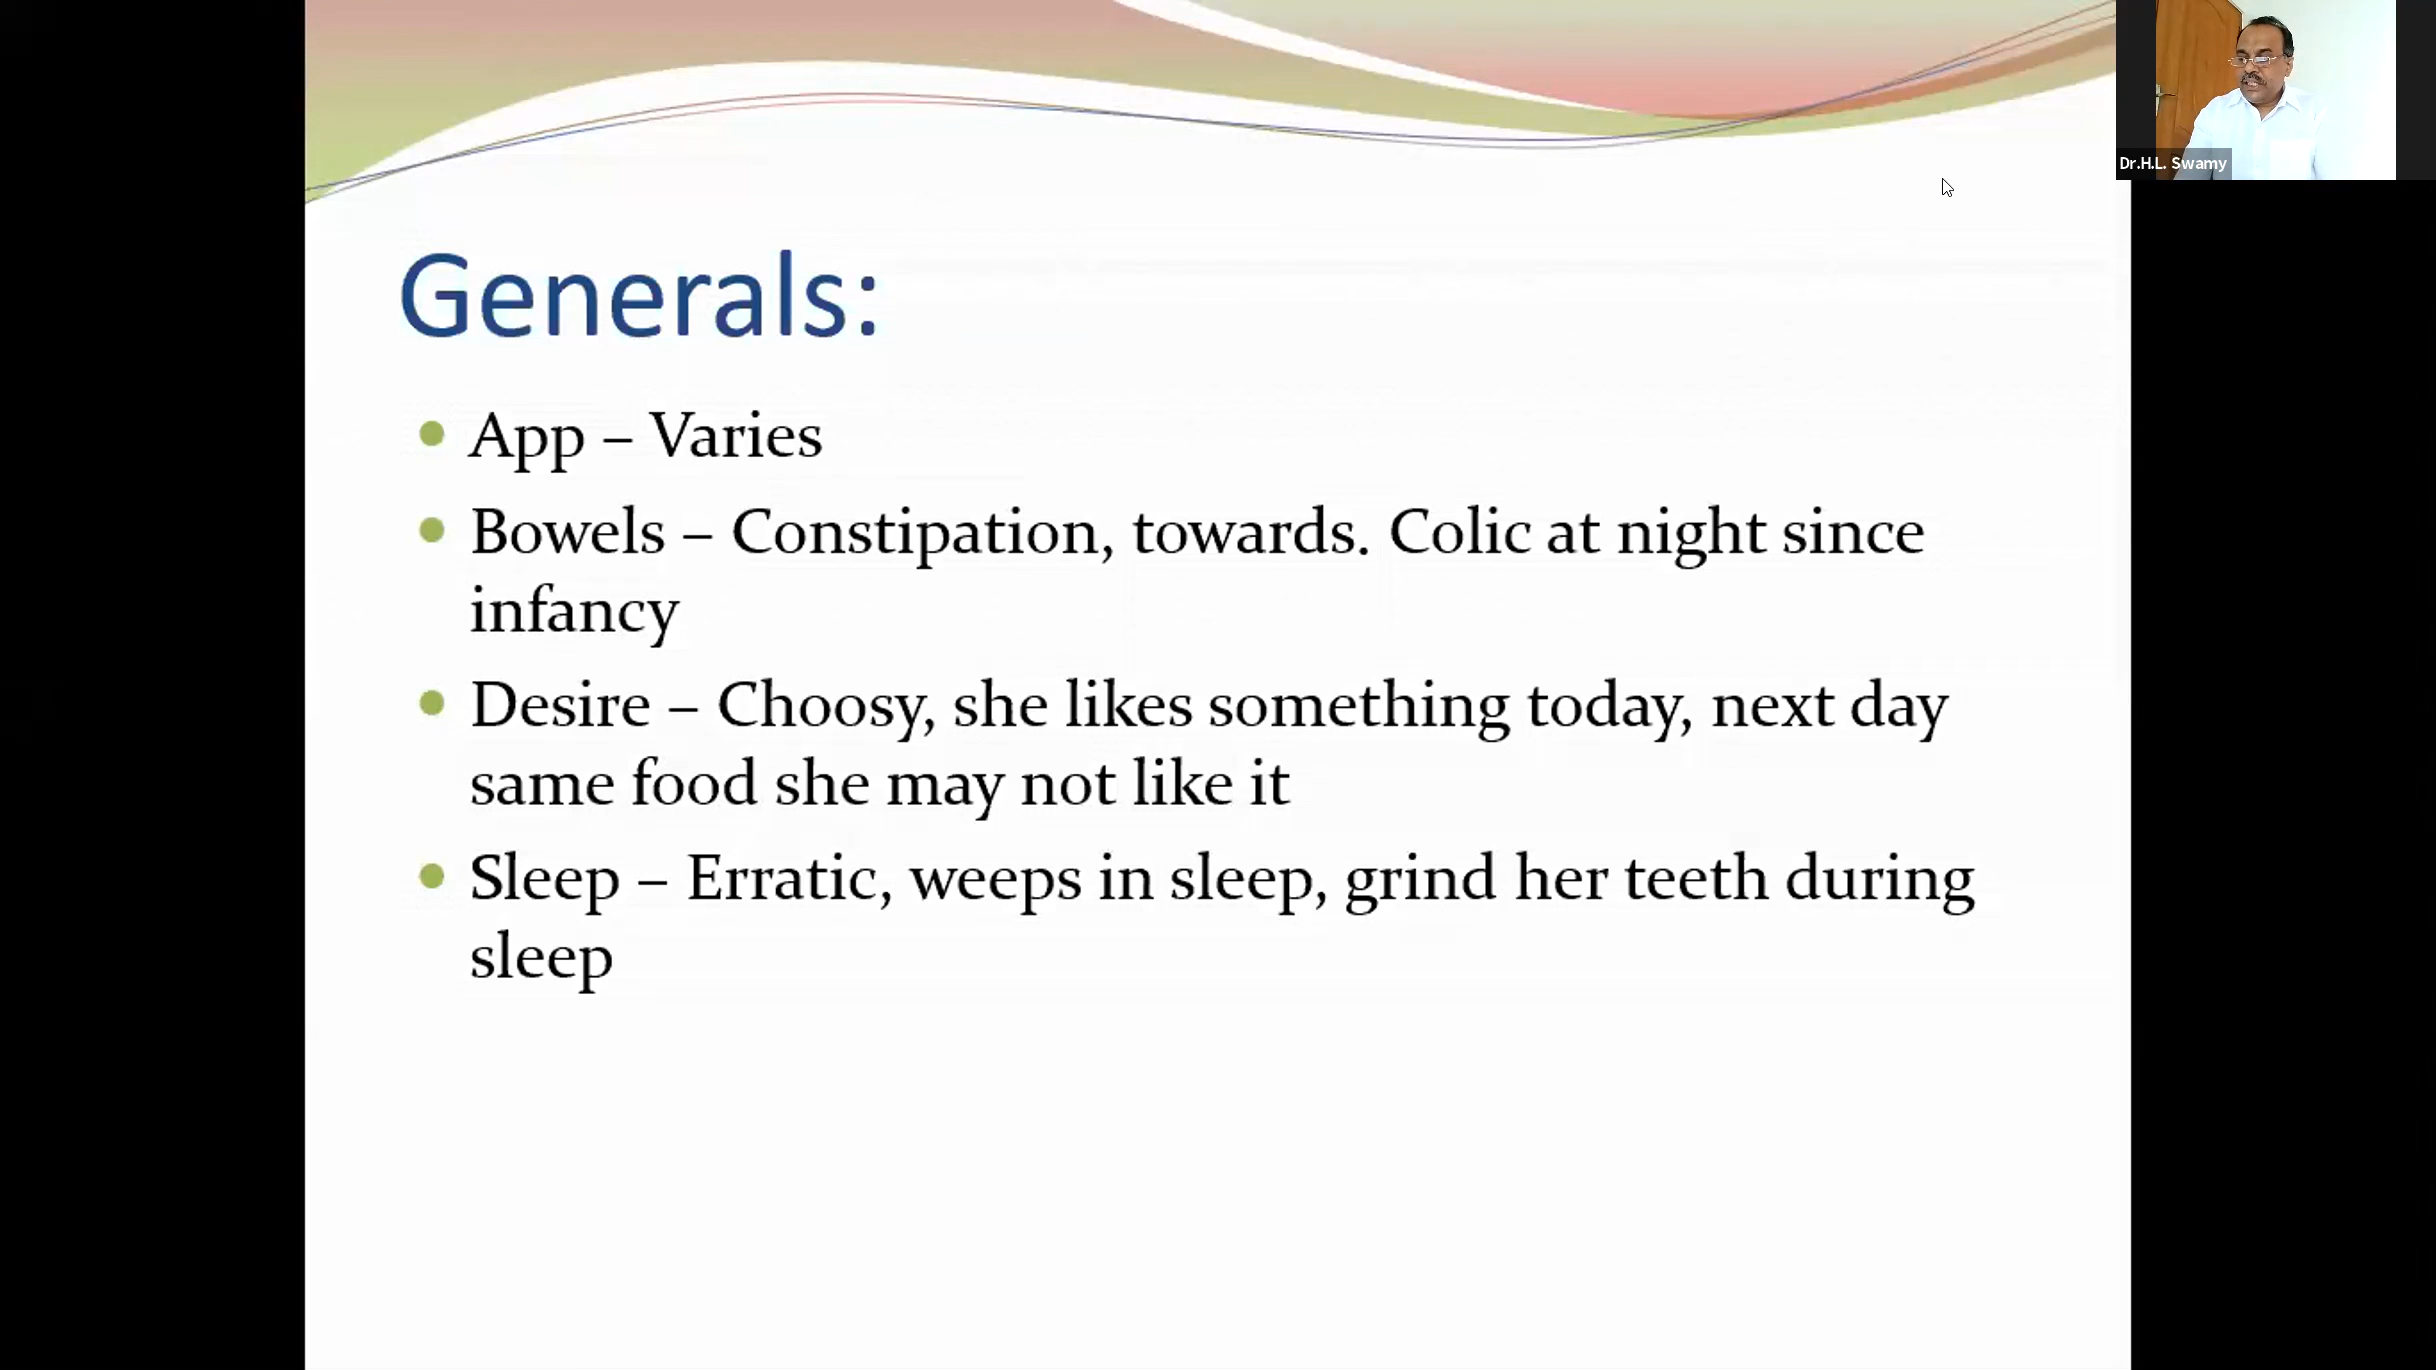 Dr.H.L. Swamy
Generals:
App – Varies
Bowels – Constipation, towards. Colic at night since
infancy
Desire – Choosy, she likes something today, next day
same food she may not like it
Sleep – Erratic, weeps in sleep, grind her teeth during
sleep